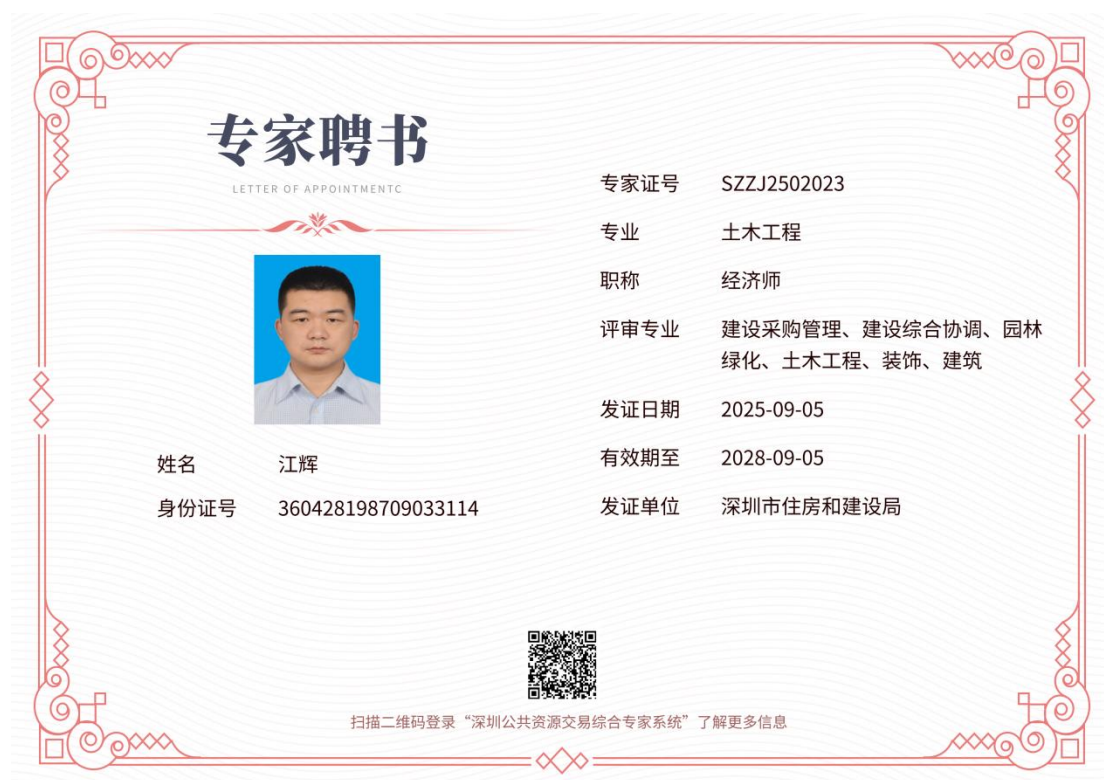 专家聘书
LETTER OF APPOINTMENTC
姓名 江辉
身份证号 360428198709033114
专家证号 SZZJ2502023
专业 土木工程
职称 经济师
评审专业 建设采购管理、建设综合协调、园林
绿化、土木工程、装饰、建筑
发证日期 2025-09-05
有效期至 2028-09-05
发证单位 深圳市住房和建设局
扫描二维码登录“深圳公共资源交易综合专家系统”了解更多信息